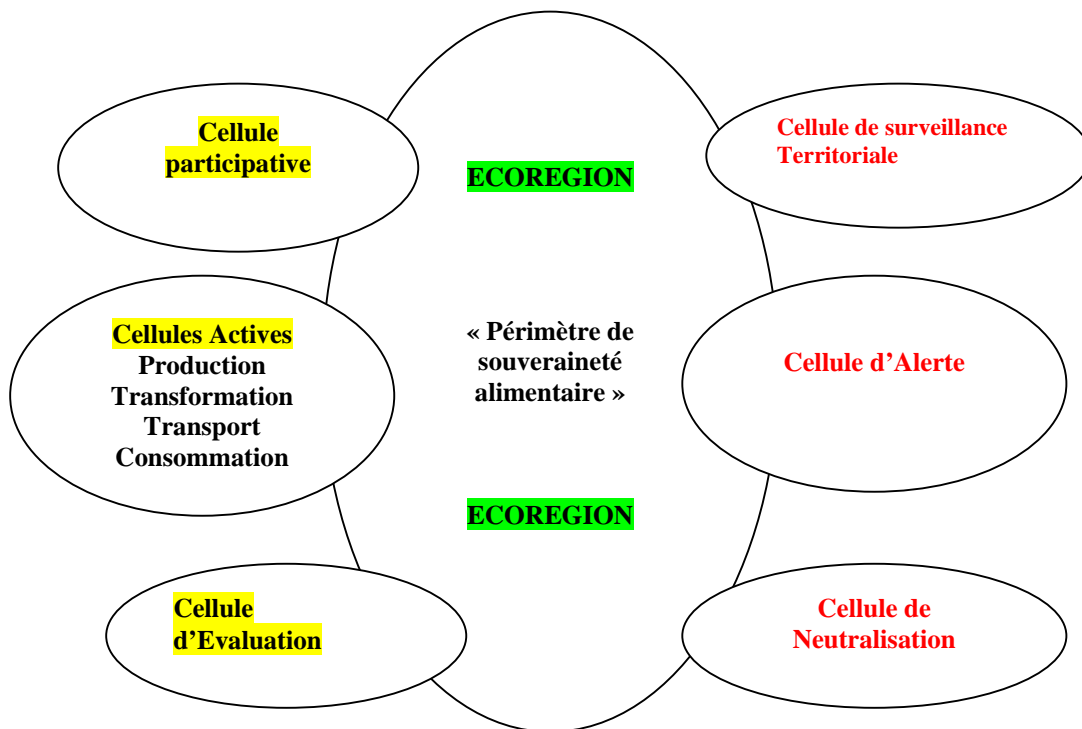 Cellule
participative
ECOREGION
Cellule de surveillance
Territoriale
Cellules Actives
Production
Transformation
Transport
Consommation
« Périmètre de
souveraineté
alimentaire »
Cellule d’Alerte
ECOREGION
Cellule
d’Evaluation
Cellule de
Neutralisation